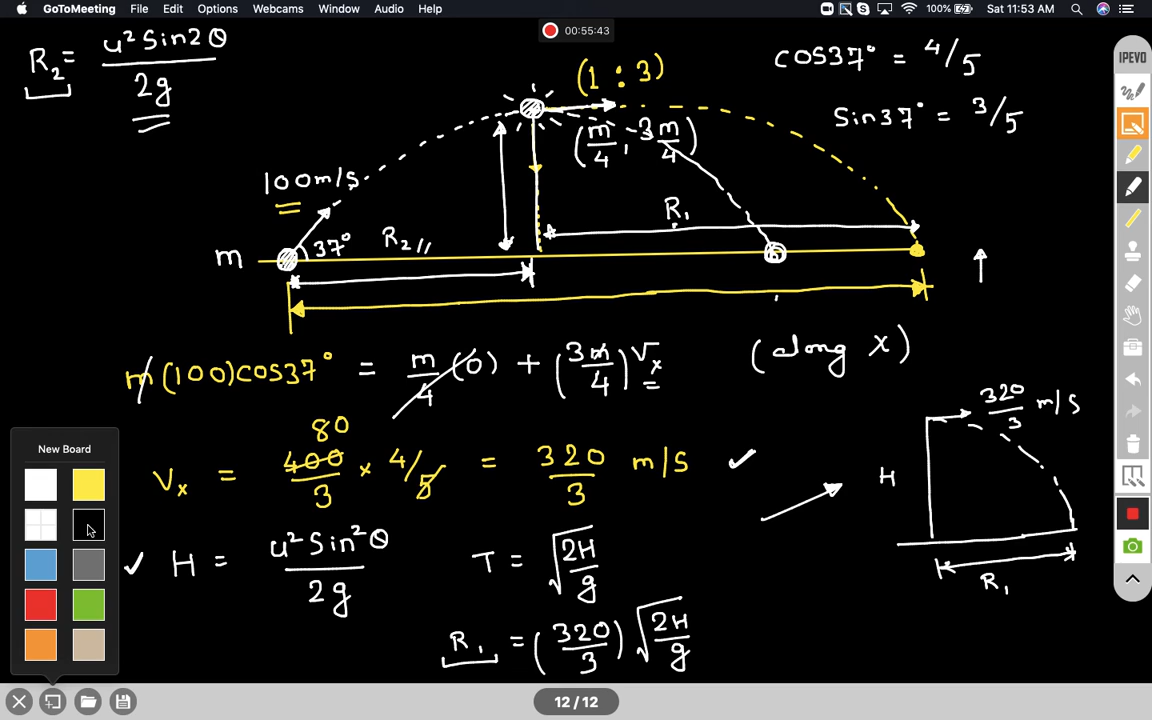 GoToMeeting File Edit Options Webcams Window Audio Help 100% Sat 11:53 AM
00:55:43
IPEVO
R₂ = u² Sin2θ / 2g
(1 : 3)
cos37° = 4/5
Sin37° = 3/5
(m/4, 3m/4)
100m/s
R₁
m 37° R₂
m(100)cos37° = m/4 (0) + (3m/4) Vx (along x)
320/3 m/s
New Board
80
Vx = 400/3 × 4/5 = 320/3 m/s
H
H = u² Sin²θ / 2g T = √(2H/g)
R₁
R₁ = (320/3) √(2H/g)
12 / 12